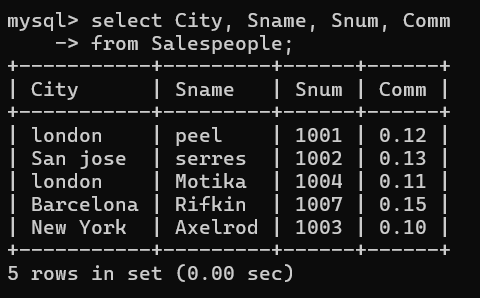 mysql> select City, Sname, Snum, Comm
    -> from Salespeople;
+-----------+---------+------+------+
| City      | Sname   | Snum | Comm |
+-----------+---------+------+------+
| london    | peel    | 1001 | 0.12 |
| San jose  | serres  | 1002 | 0.13 |
| london    | Motika  | 1004 | 0.11 |
| Barcelona | Rifkin  | 1007 | 0.15 |
| New York  | Axelrod | 1003 | 0.10 |
+-----------+---------+------+------+
5 rows in set (0.00 sec)